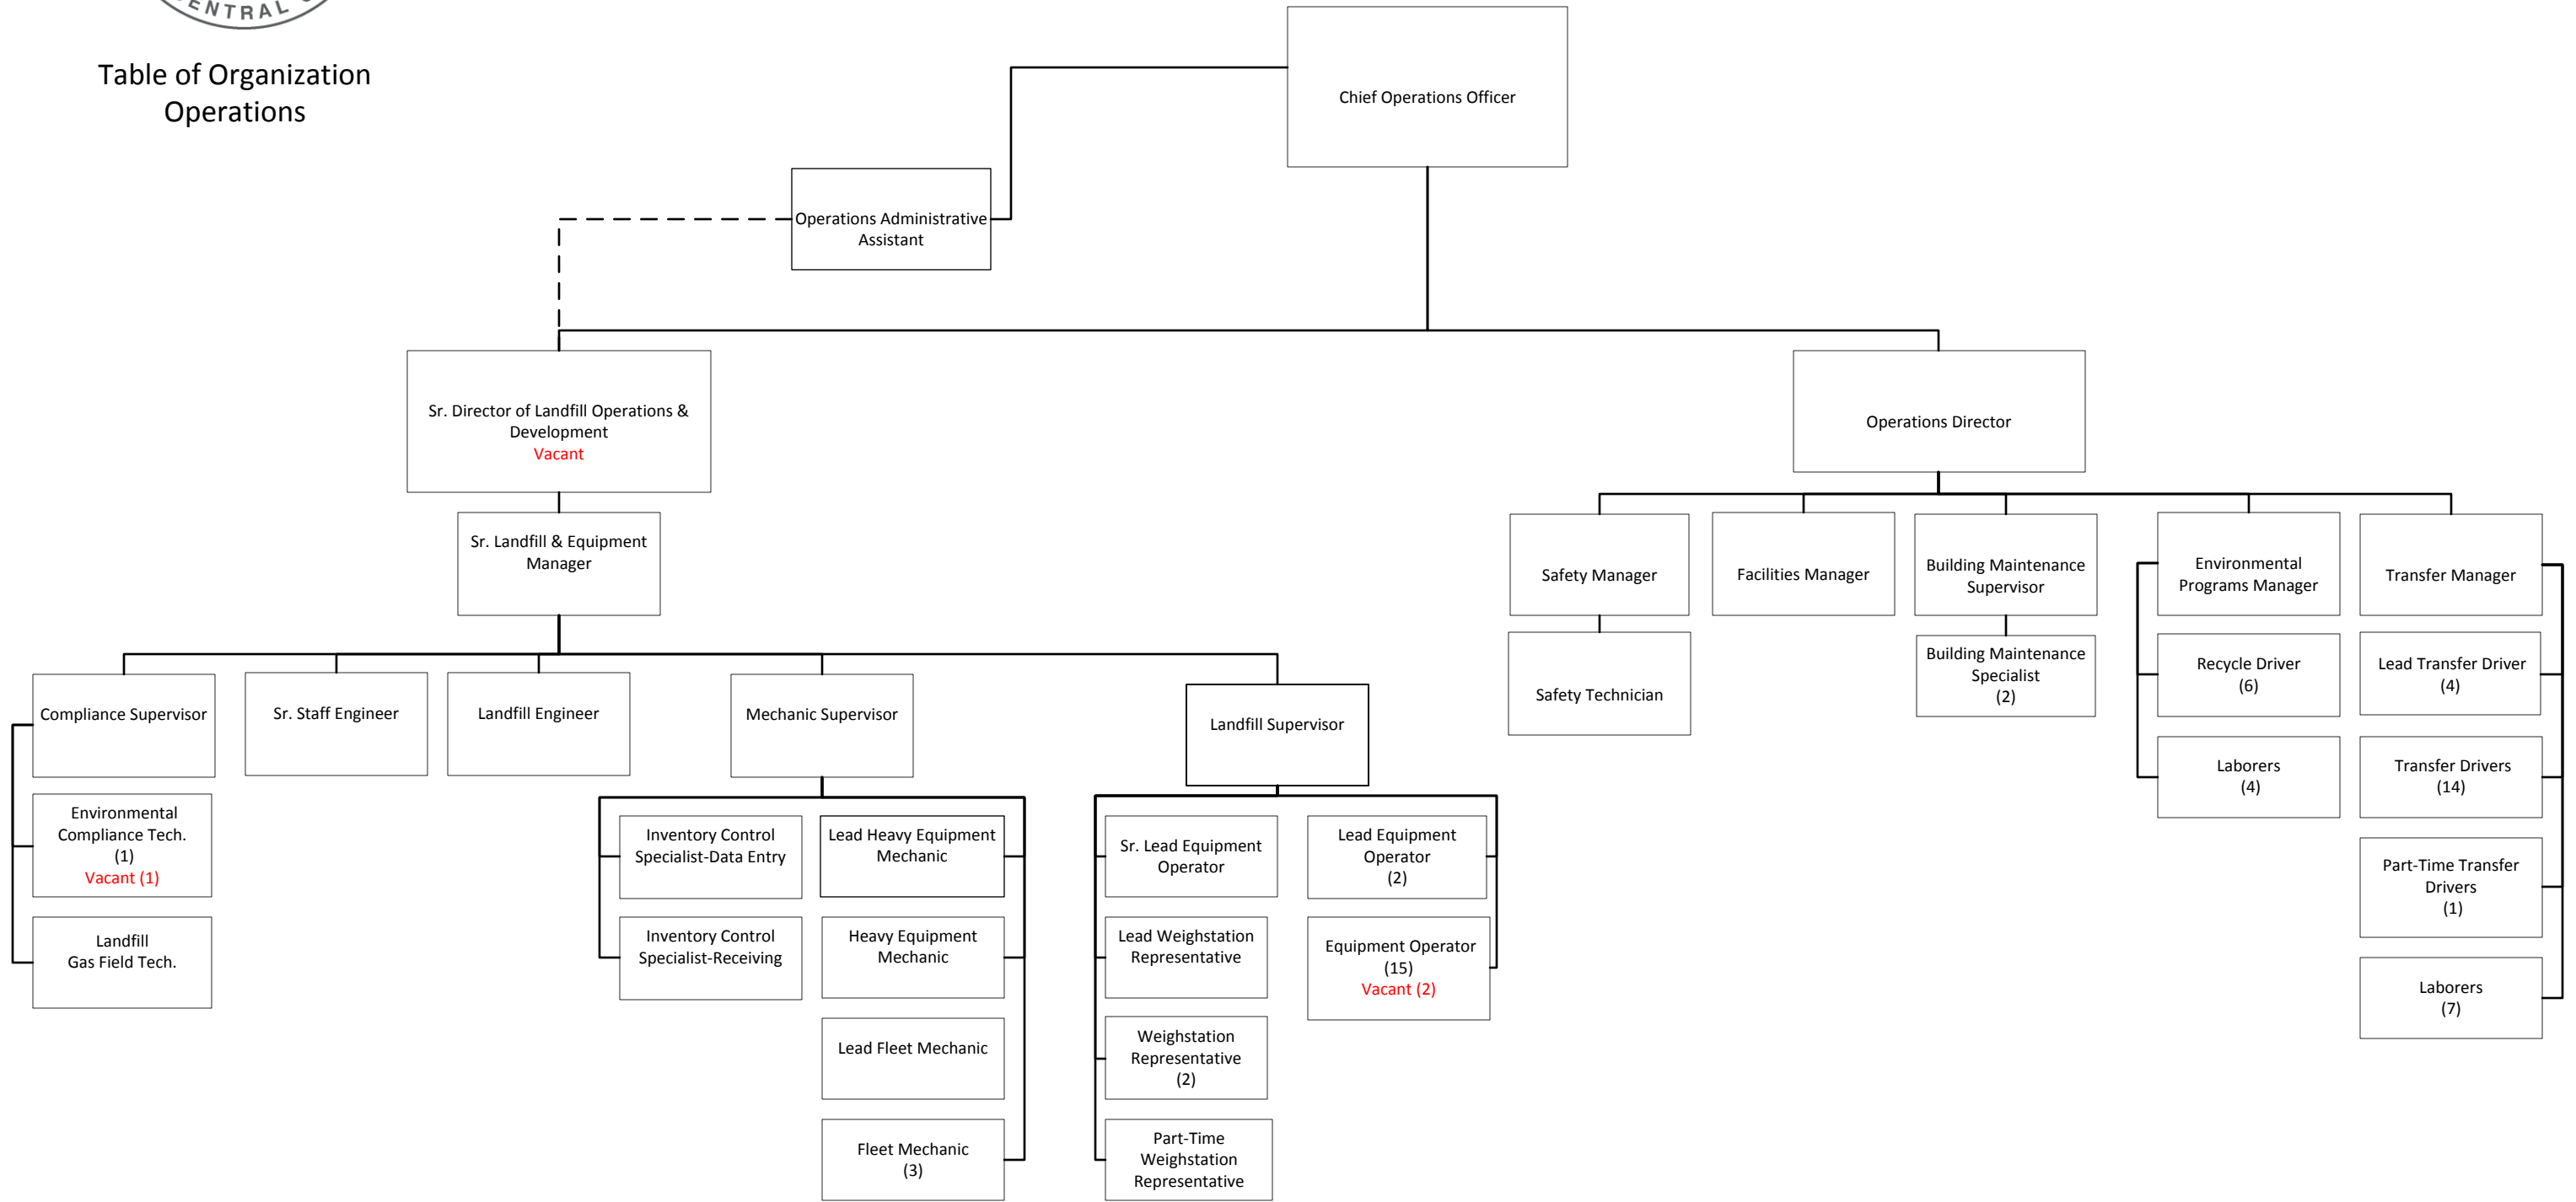 ENTRAL
Table of Organization
Operations
Chief Operations Officer
Operations Administrative
Assistant
Sr. Director of Landfill Operations &
Development
Vacant
Operations Director
Sr. Landfill & Equipment
Manager
Safety Manager
Facilities Manager
Building Maintenance
Supervisor
Environmental
Programs Manager
Transfer Manager
Safety Technician
Building Maintenance
Specialist
(2)
Recycle Driver
(6)
Lead Transfer Driver
(4)
Laborers
(4)
Transfer Drivers
(14)
Part-Time Transfer
Drivers
(1)
Laborers
(7)
Compliance Supervisor
Sr. Staff Engineer
Landfill Engineer
Mechanic Supervisor
Landfill Supervisor
Environmental
Compliance Tech.
(1)
Vacant (1)
Landfill
Gas Field Tech.
Inventory Control
Specialist-Data Entry
Inventory Control
Specialist-Receiving
Lead Heavy Equipment
Mechanic
Heavy Equipment
Mechanic
Lead Fleet Mechanic
Fleet Mechanic
(3)
Sr. Lead Equipment
Operator
Lead Weighstation
Representative
Weighstation
Representative
(2)
Part-Time
Weighstation
Representative
Lead Equipment
Operator
(2)
Equipment Operator
(15)
Vacant (2)